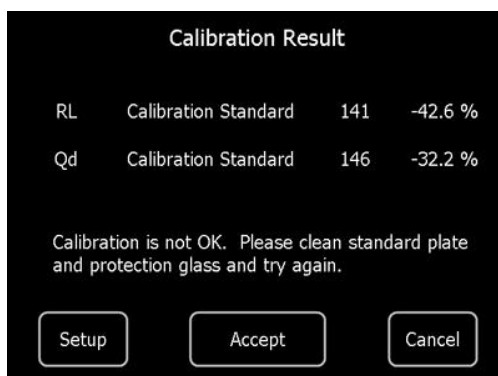 Calibration Result
RL Calibration Standard 141 -42.6 %
Qd Calibration Standard 146 -32.2 %
Calibration is not OK. Please clean standard plate
and protection glass and try again.
Setup Accept Cancel